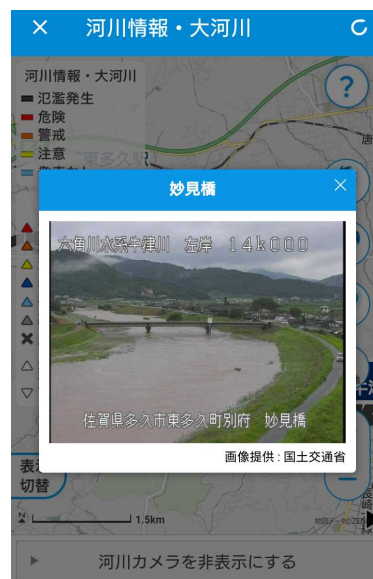 × 河川情報・大河川
?
河川情報・大河川
氾濫発生
危険
警戒
注意
東多久駅
唐
妙見橋 ×
六角川水系牛津川 左岸 14k000
佐賀県多久市東多久町別府 妙見橋
画像提供:国土交通省
表示
切替
1.5km
河川カメラを非表示にする